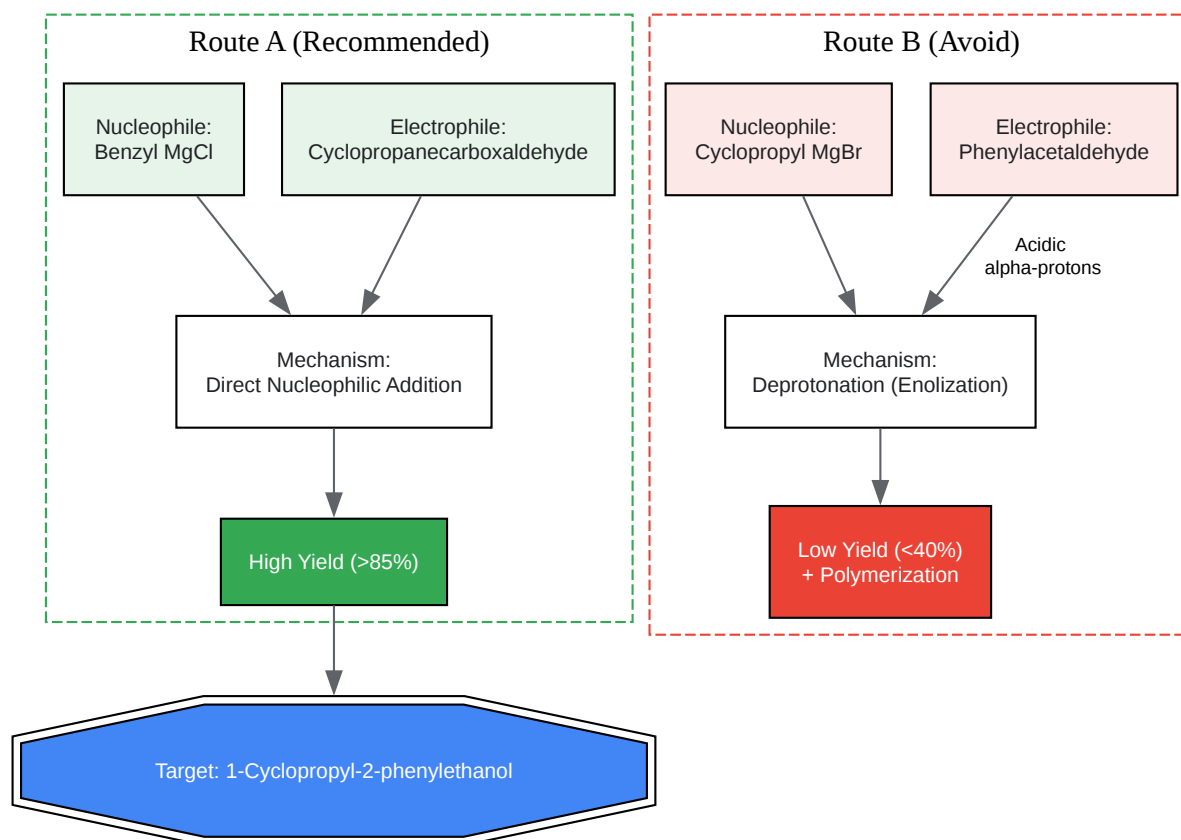 Route A (Recommended)
Nucleophile:
Benzyl MgCl
Electrophile:
Cyclopropanecarboxaldehyde
Mechanism:
Direct Nucleophilic Addition
High Yield (>85%)
Target: 1-Cyclopropyl-2-phenylethanol
Route B (Avoid)
Nucleophile:
Cyclopropyl MgBr
Electrophile:
Phenylacetaldehyde
Acidic
alpha-protons
Mechanism:
Deprotonation (Enolization)
Low Yield (<40%)
+ Polymerization